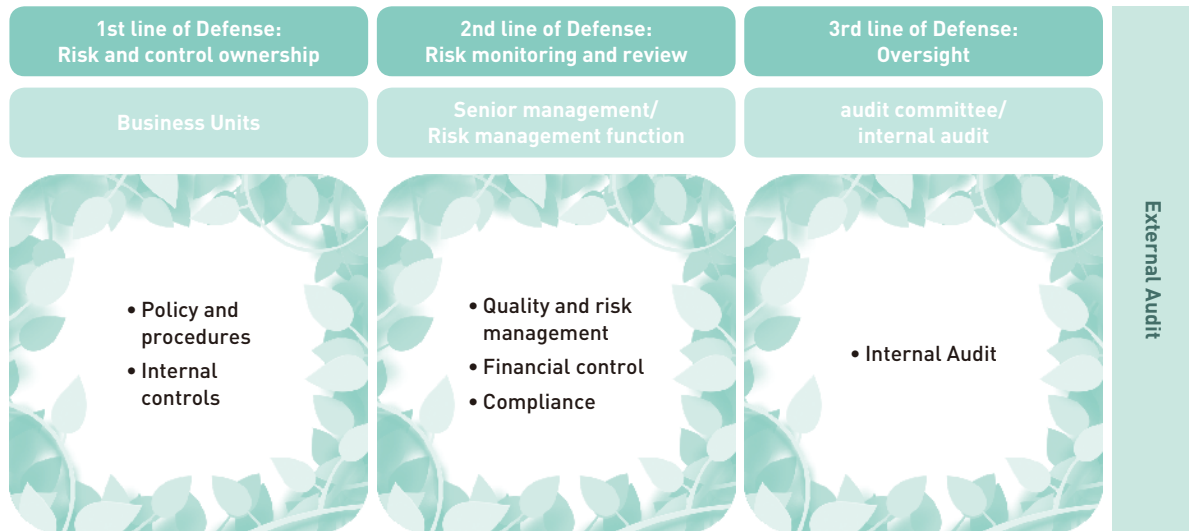 1st line of Defense:
Risk and control ownership
2nd line of Defense:
Risk monitoring and review
3rd line of Defense:
Oversight
Business Units
Senior management/
Risk management function
audit committee/
internal audit
• Policy and
procedures
• Internal
controls
• Quality and risk
management
• Financial control
• Compliance
• Internal Audit
External Audit